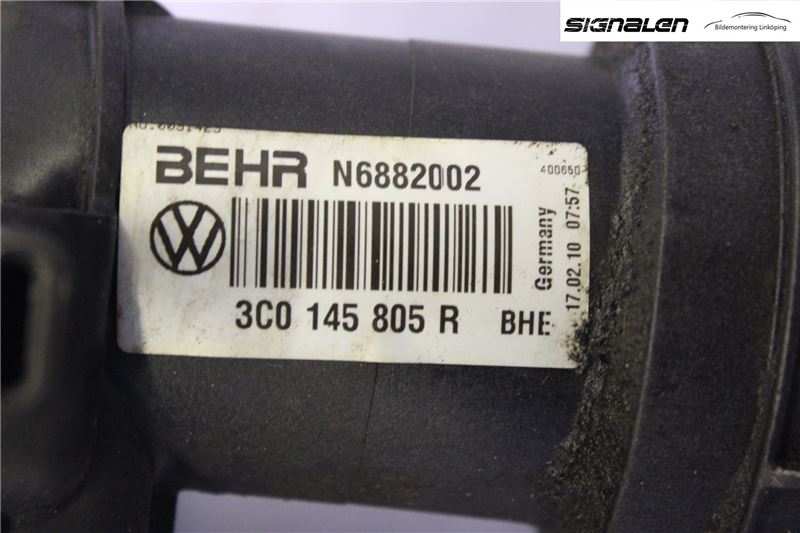 SIGNALEN
Bildemontering Linköping
BEHR N6882002
400650
3C0 145 805 R BHE
Germany
17.02.10 07:57